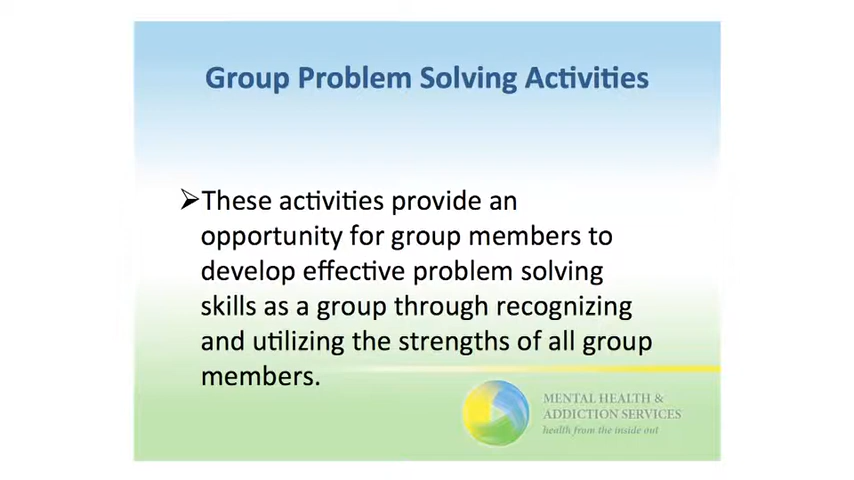 Group Problem Solving Activities
➢These activities provide an
opportunity for group members to
develop effective problem solving
skills as a group through recognizing
and utilizing the strengths of all group
members.
MENTAL HEALTH &
ADDICTION SERVICES
health from the inside out